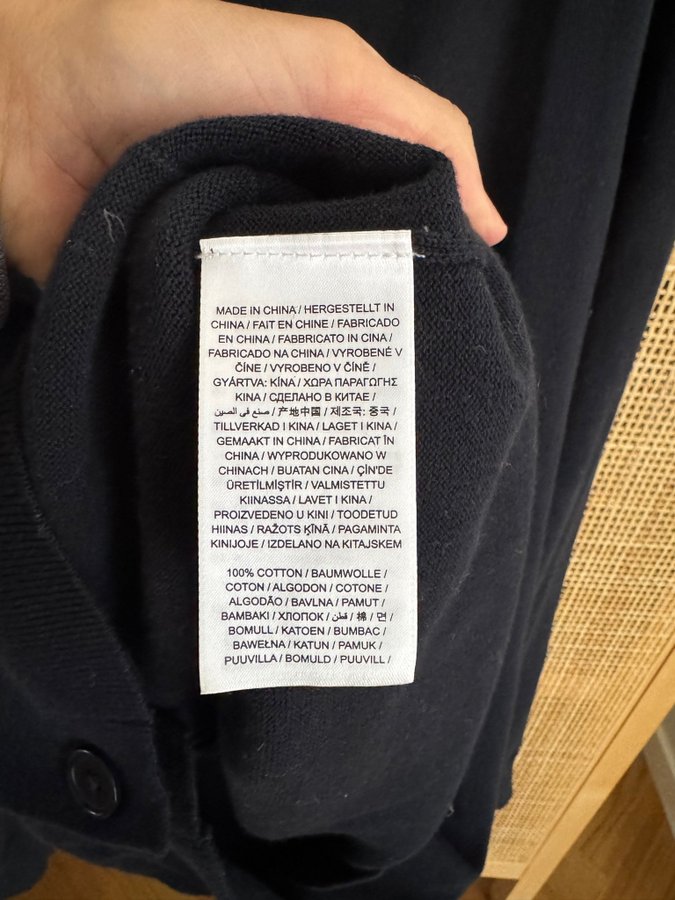 MADE IN CHINA / HERGESTELLT IN
CHINA / FAIT EN CHINE / FABRICADO
EN CHINA / FABBRICATO IN CINA /
FABRICADO NA CHINA / VYROBENÉ V
ČÍNE / VYROBENO V ČÍNĚ /
GYÁRTVA: KÍNA / ΧΩΡΑ ΠΑΡΑΓΩΓΗΣ
KINA / СДЕЛАНО В КИТАЕ /
صنع في الصين / 产地中国 / 제조국: 중국 /
TILLVERKAD I KINA / LAGET I KINA /
GEMAAKT IN CHINA / FABRICAT ÎN
CHINA / WYPRODUKOWANO W
CHINACH / BUATAN CINA / ÇİN'DE
ÜRETİLMİŞTİR / VALMISTETTU
KIINASSA / LAVET I KINA /
PROIZVEDENO U KINI / TOODETUD
HIINAS / RAŽOTS ĶĪNĀ / PAGAMINTA
KINIJOJE / IZDELANO NA KITAJSKEM
100% COTTON / BAUMWOLLE /
COTON / ALGODON / COTONE /
ALGODÃO / BAVLNA / PAMUT /
BAMBAKI / ХЛОПОК / قطن / 棉 / 면 /
BOMULL / KATOEN / BUMBAC /
BAWEŁNA / KATUN / PAMUK /
PUUVILLA / BOMULD / PUUVILL /